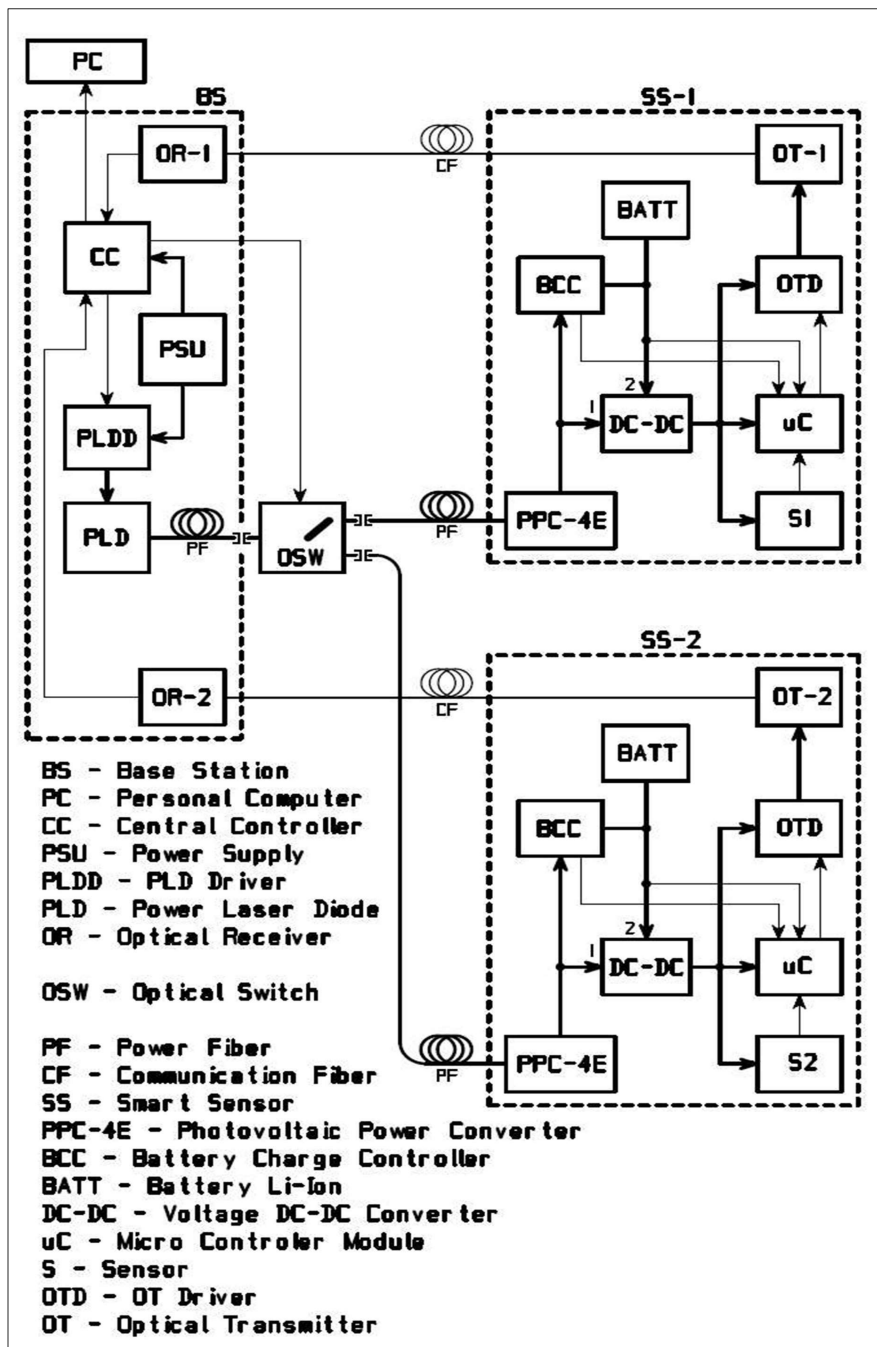 PC
BS
SS-1
OR-1
CF
OT-1
BATT
CC
BCC
OTD
PSU
2
1
DC-DC
uC
PLDD
PLD
PF
OSW
PF
PPC-4E
S1
SS-2
OR-2
CF
OT-2
BATT
BCC
OTD
2
1
DC-DC
uC
PF
PPC-4E
S2
BS - Base Station
PC - Personal Computer
CC - Central Controller
PSU - Power Supply
PLDD - PLD Driver
PLD - Power Laser Diode
OR - Optical Receiver
OSW - Optical Switch
PF - Power Fiber
CF - Communication Fiber
SS - Smart Sensor
PPC-4E - Photovoltaic Power Converter
BCC - Battery Charge Controller
BATT - Battery Li-Ion
DC-DC - Voltage DC-DC Converter
uC - Micro Controler Module
S - Sensor
OTD - OT Driver
OT - Optical Transmitter